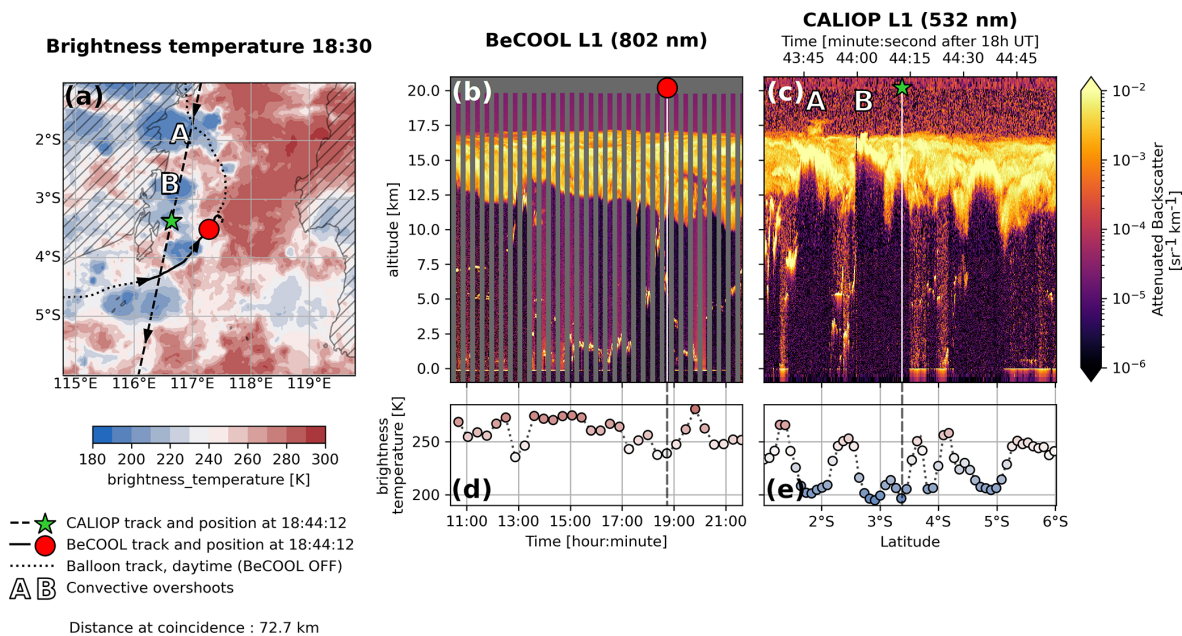 Brightness temperature 18:30
(a)
A
B
2°S
3°S
4°S
5°S
115°E 116°E 117°E 118°E 119°E
180 200 220 240 260 280 300
brightness_temperature [K]
CALIOP track and position at 18:44:12
BeCOOL track and position at 18:44:12
Balloon track, daytime (BeCOOL OFF)
A B Convective overshoots
Distance at coincidence : 72.7 km
BeCOOL L1 (802 nm)
(b)
20.0
17.5
15.0
12.5
10.0
7.5
5.0
2.5
0.0
altitude [km]
CALIOP L1 (532 nm)
Time [minute:second after 18h UT]
43:45 44:00 44:15 44:30 44:45
(c)
A B
10⁻²
10⁻³
10⁻⁴
10⁻⁵
10⁻⁶
Attenuated Backscatter
[sr⁻¹ km⁻¹]
brightness
temperature [K]
250
200
(d)
11:00 13:00 15:00 17:00 19:00 21:00
Time [hour:minute]
250
200
(e)
2°S 3°S 4°S 5°S 6°S
Latitude